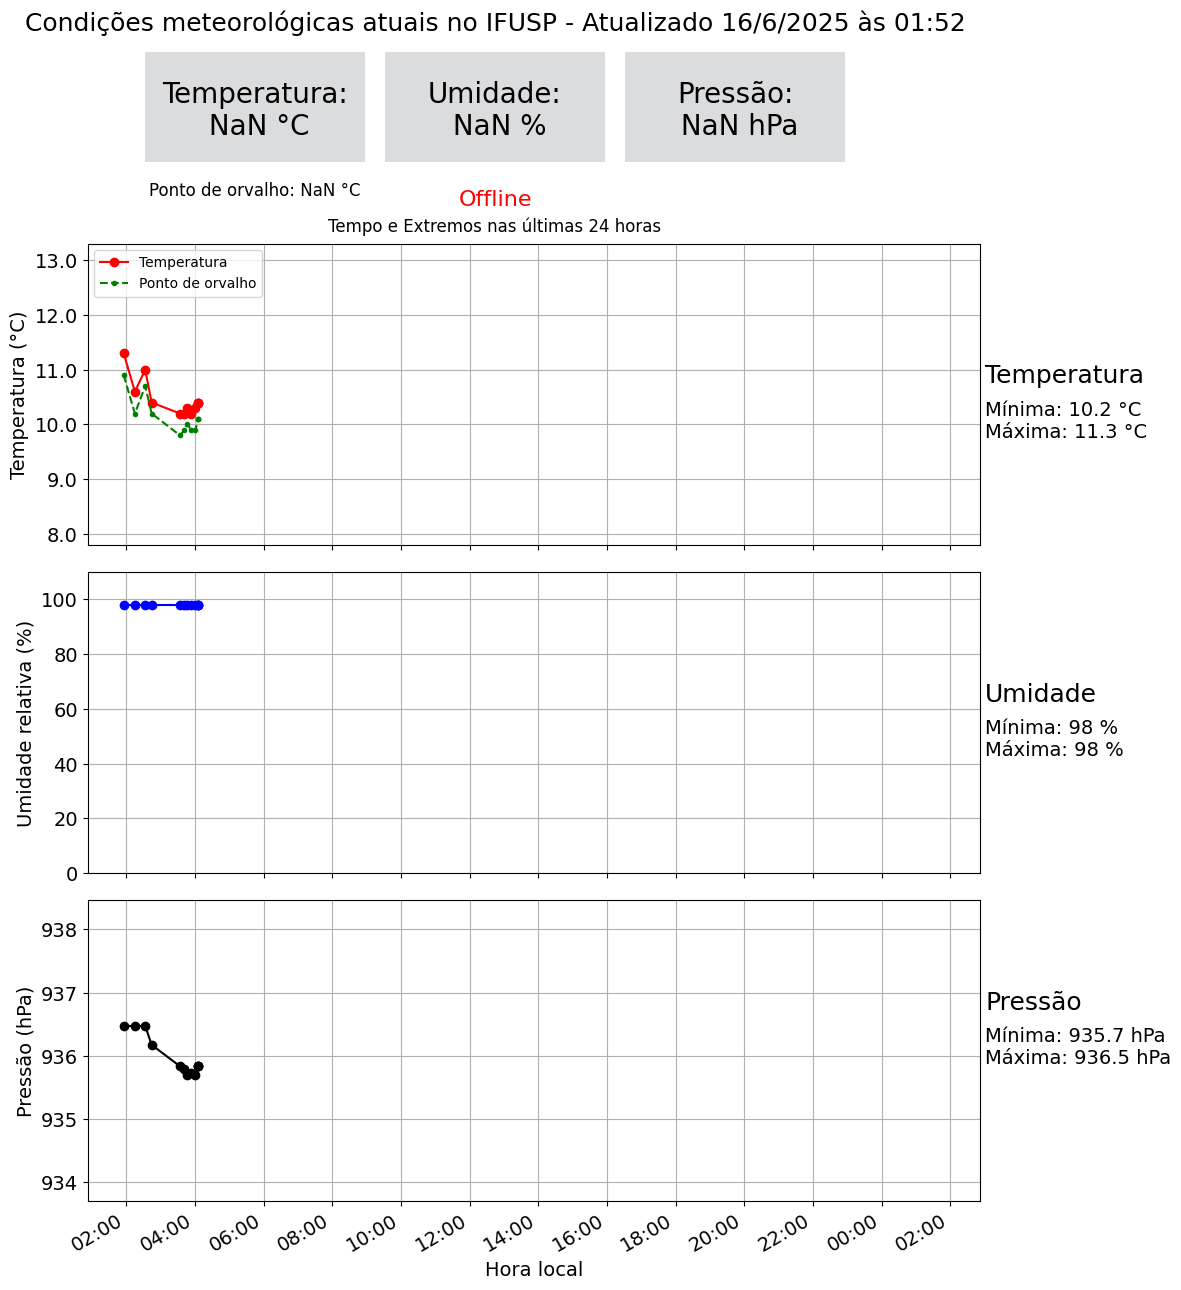 Condições meteorológicas atuais no IFUSP - Atualizado 16/6/2025 às 01:52
Temperatura:
NaN °C
Umidade:
NaN %
Pressão:
NaN hPa
Ponto de orvalho: NaN °C
Offline
Tempo e Extremos nas últimas 24 horas
Temperatura (°C)
13.0
12.0
11.0
10.0
9.0
8.0
Temperatura
Ponto de orvalho
Temperatura
Mínima: 10.2 °C
Máxima: 11.3 °C
Umidade relativa (%)
100
80
60
40
20
0
Umidade
Mínima: 98 %
Máxima: 98 %
Pressão (hPa)
938
937
936
935
934
Pressão
Mínima: 935.7 hPa
Máxima: 936.5 hPa
02:00 04:00 06:00 08:00 10:00 12:00 14:00 16:00 18:00 20:00 22:00 00:00 02:00
Hora local